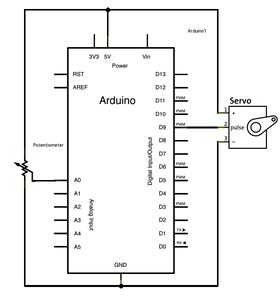 Arduino1
3V3 5V Vin
Power
RST
AREF
Arduino
D13
D12
D11 PWM
D10 PWM
D9 PWM
D8
D7
D6 PWM
D5 PWM
D4
D3 PWM
D2
D1 TX
D0 RX
Digital Input/Output
Servo
1 +
2 pulse
3 -
Potentiometer
A0
A1
A2
A3
A4
A5
Analog Input
GND